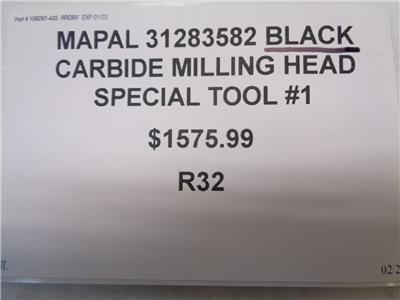 Part # 158297-435 RRDBF EXP 01/23
MAPAL 31283582 BLACK
CARBIDE MILLING HEAD
SPECIAL TOOL #1
$1575.99
R32
02/2